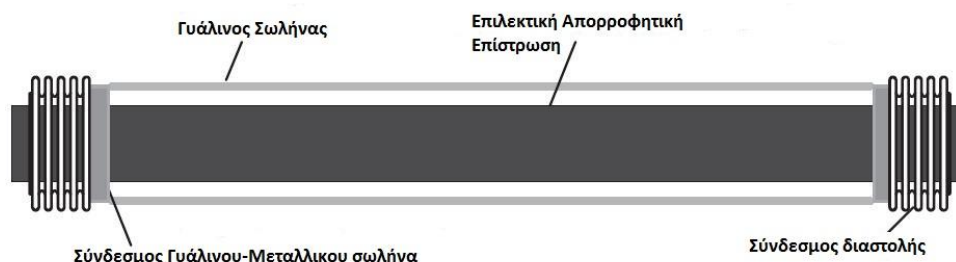 Γυάλινος Σωλήνας
Επιλεκτική Απορροφητική
Επίστρωση
Σύνδεσμος Γυάλινου-Μεταλλικου σωλήνα
Σύνδεσμος διαστολής